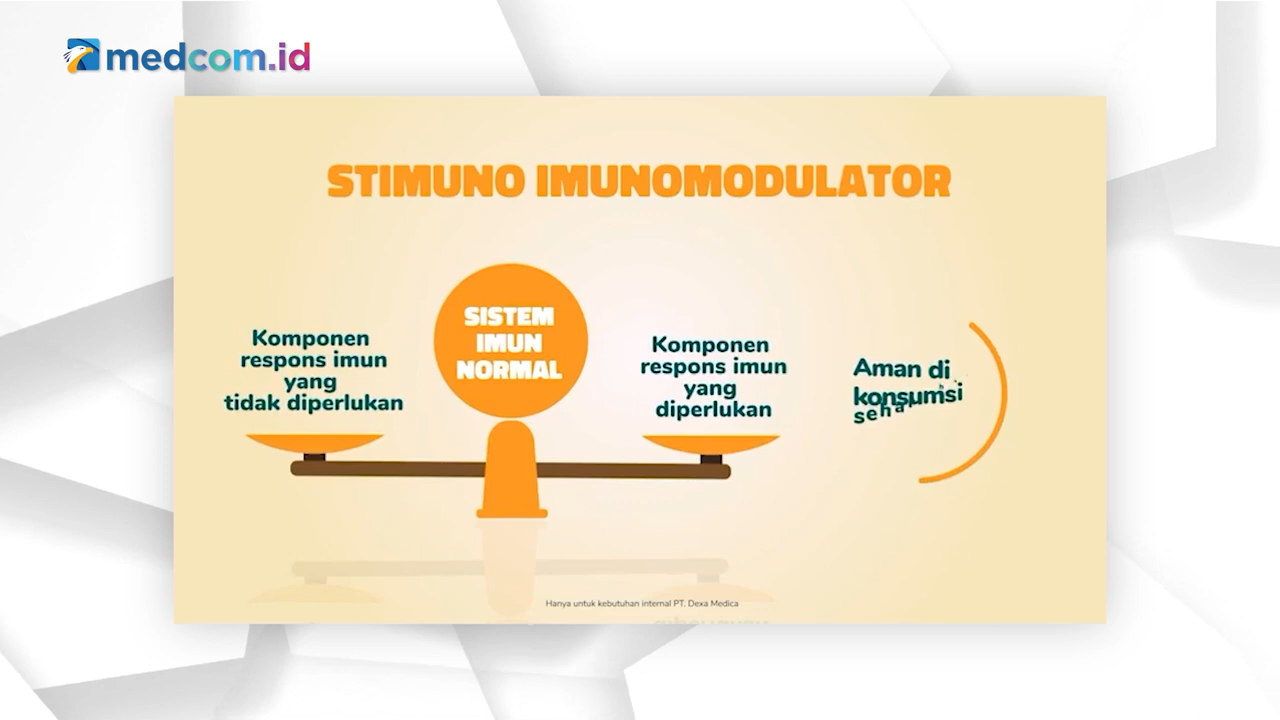 medcom.id
STIMUNO IMUNOMODULATOR
Komponen
respons imun
yang
tidak diperlukan
SISTEM
IMUN
NORMAL
Komponen
respons imun
yang
diperlukan
Aman di
konsumsi
Hanya untuk kebutuhan internal PT. Dexa Medica